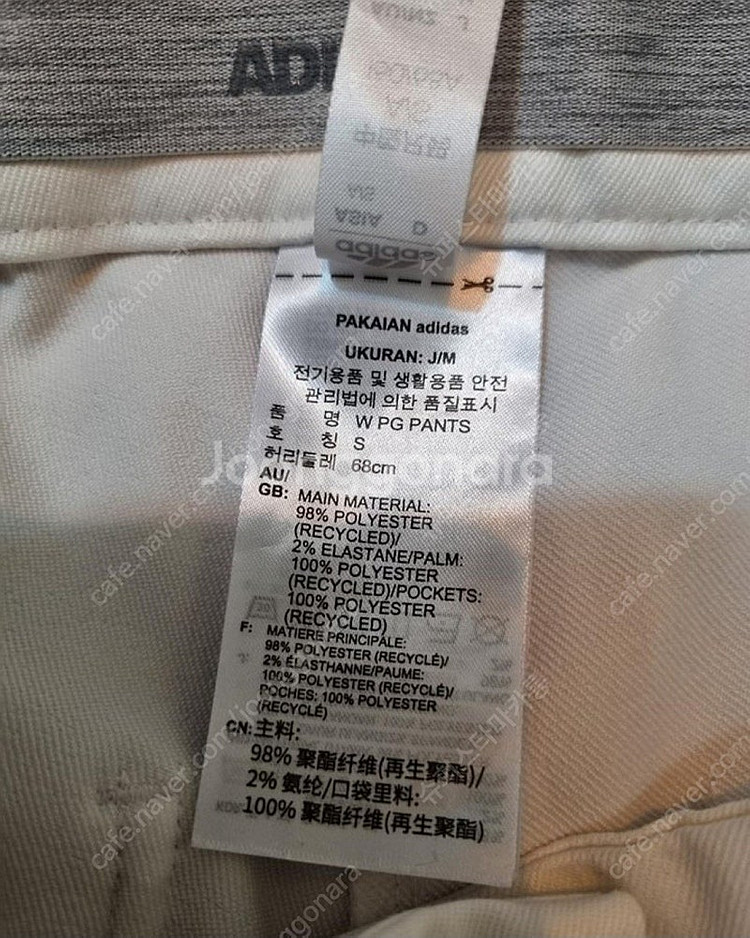 PAKAIAN adidas
UKURAN: J/M
전기용품 및 생활용품 안전
관리법에 의한 품질표시
품 명 W PG PANTS
호 칭 S
허리둘레 68cm
AU/
GB: MAIN MATERIAL:
98% POLYESTER
(RECYCLED)/
2% ELASTANE/PALM:
100% POLYESTER
(RECYCLED)/POCKETS:
100% POLYESTER
(RECYCLED)
F: MATIERE PRINCIPALE:
98% POLYESTER (RECYCLÉ)/
2% ÉLASTHANNE/PAUME:
100% POLYESTER (RECYCLÉ)/
POCHES: 100% POLYESTER
(RECYCLÉ)
CN: 主料:
98% 聚酯纤维(再生聚酯)/
2% 氨纶/口袋里料:
100% 聚酯纤维(再生聚酯)
Joonggonara